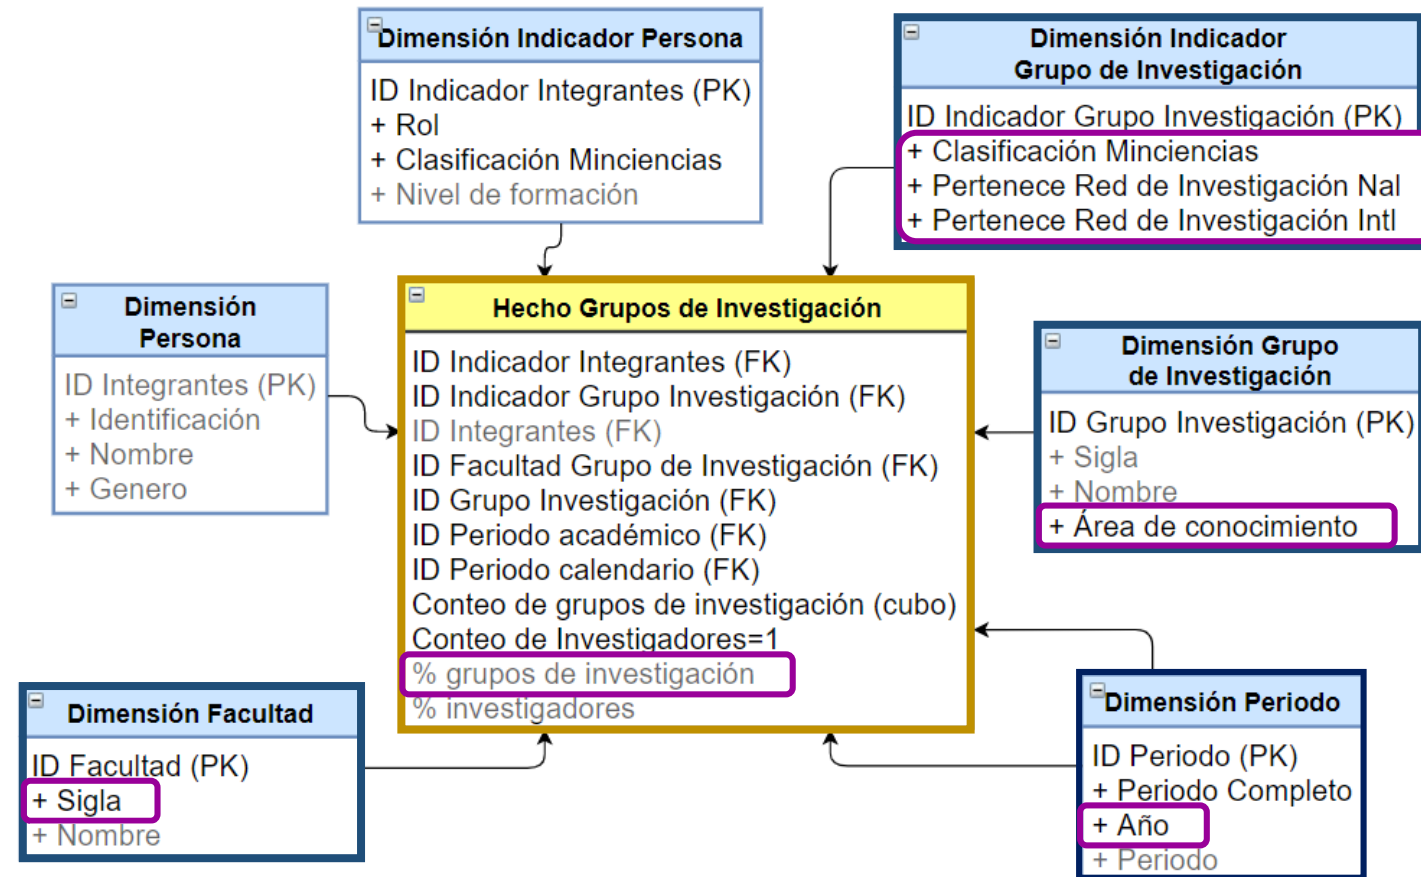 Dimensión Indicador Persona
ID Indicador Integrantes (PK)
+ Rol
+ Clasificación Minciencias
+ Nivel de formación
Dimensión Indicador
Grupo de Investigación
ID Indicador Grupo Investigación (PK)
+ Clasificación Minciencias
+ Pertenece Red de Investigación Nal
+ Pertenece Red de Investigación Intl
Dimensión
Persona
ID Integrantes (PK)
+ Identificación
+ Nombre
+ Genero
Hecho Grupos de Investigación
ID Indicador Integrantes (FK)
ID Indicador Grupo Investigación (FK)
ID Integrantes (FK)
ID Facultad Grupo de Investigación (FK)
ID Grupo Investigación (FK)
ID Periodo académico (FK)
ID Periodo calendario (FK)
Conteo de grupos de investigación (cubo)
Conteo de Investigadores=1
% grupos de investigación
% investigadores
Dimensión Grupo
de Investigación
ID Grupo Investigación (PK)
+ Sigla
+ Nombre
+ Área de conocimiento
Dimensión Facultad
ID Facultad (PK)
+ Sigla
+ Nombre
Dimensión Periodo
ID Periodo (PK)
+ Periodo Completo
+ Año
+ Periodo